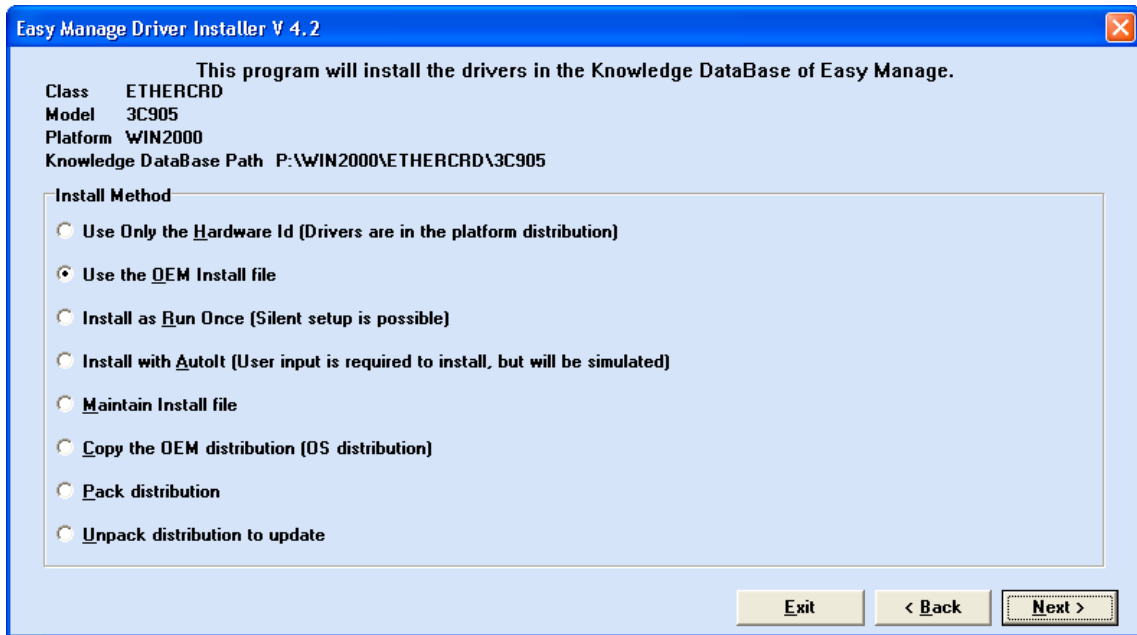 Easy Manage Driver Installer V 4.2
This program will install the drivers in the Knowledge DataBase of Easy Manage.
Class ETHERCRD
Model 3C905
Platform WIN2000
Knowledge DataBase Path P:\WIN2000\ETHERCRD\3C905
Install Method
Use Only the Hardware Id (Drivers are in the platform distribution)
Use the OEM Install file
Install as Run Once (Silent setup is possible)
Install with AutoIt (User input is required to install, but will be simulated)
Maintain Install file
Copy the OEM distribution (OS distribution)
Pack distribution
Unpack distribution to update
Exit < Back Next >